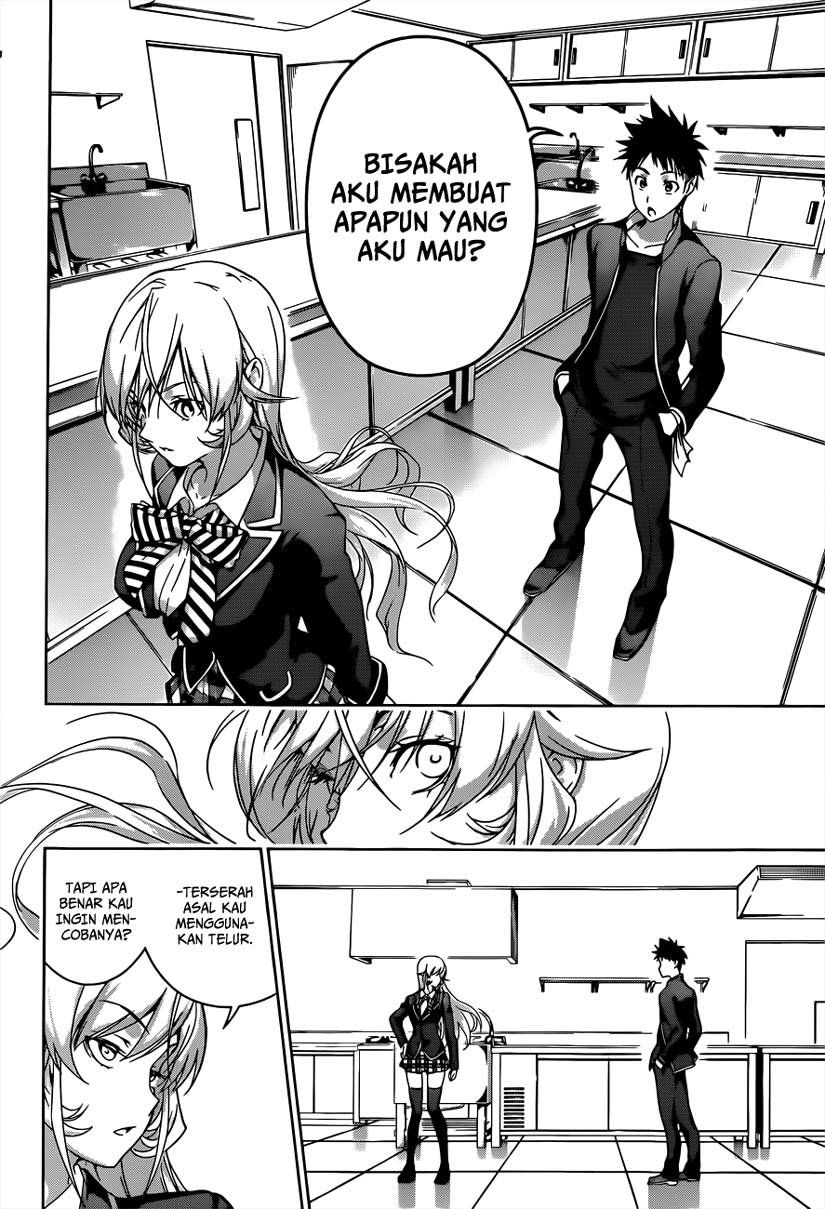 BISAKAH
AKU MEMBUAT
APAPUN YANG
AKU MAU?
-TERSERAH
ASAL KAU
MENGGUNA-
KAN TELUR.
TAPI APA
BENAR KAU
INGIN MEN-
COBANYA?